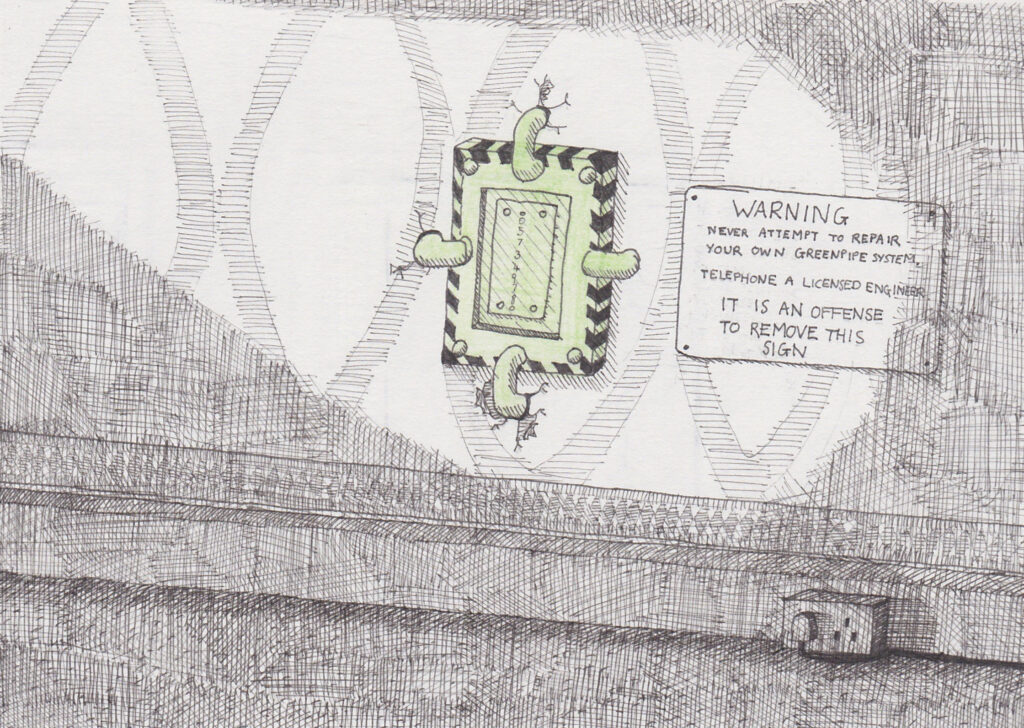 WARNING
NEVER ATTEMPT TO REPAIR
YOUR OWN GREENPIPE SYSTEM.
TELEPHONE A LICENSED ENGINEER
IT IS AN OFFENSE
TO REMOVE THIS
SIGN